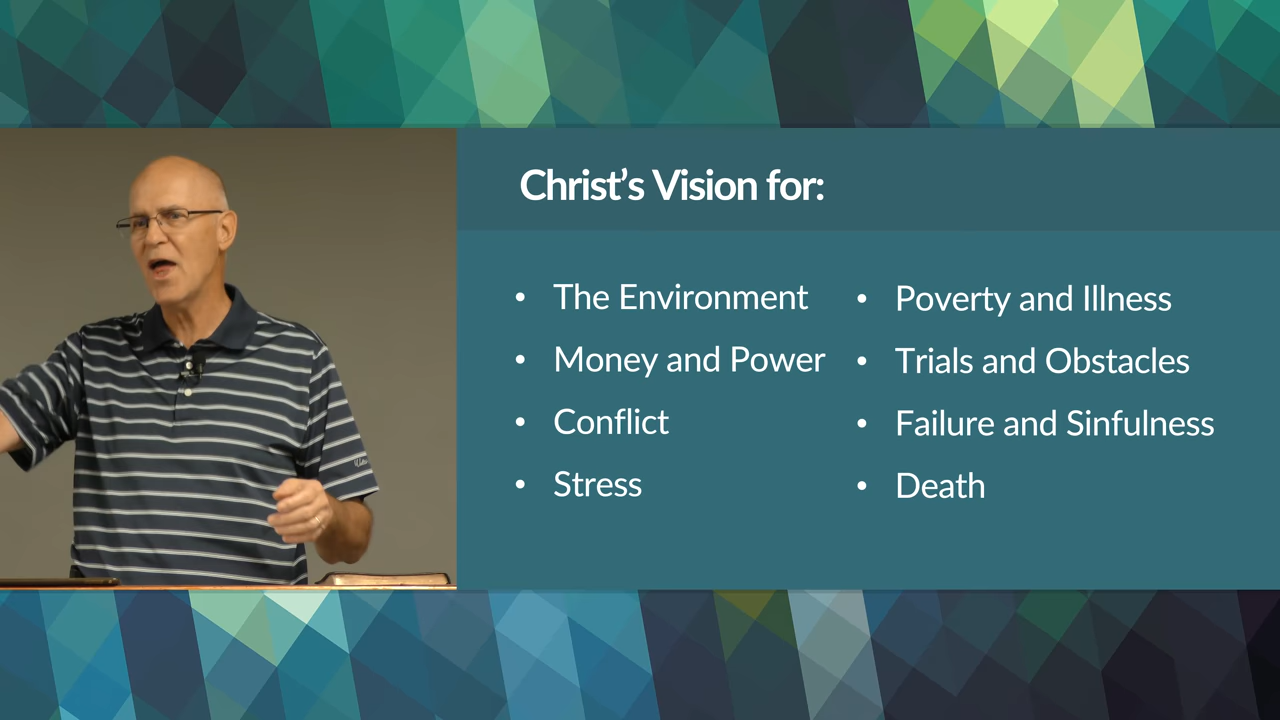 Christ’s Vision for:
• The Environment
• Money and Power
• Conflict
• Stress
• Poverty and Illness
• Trials and Obstacles
• Failure and Sinfulness
• Death